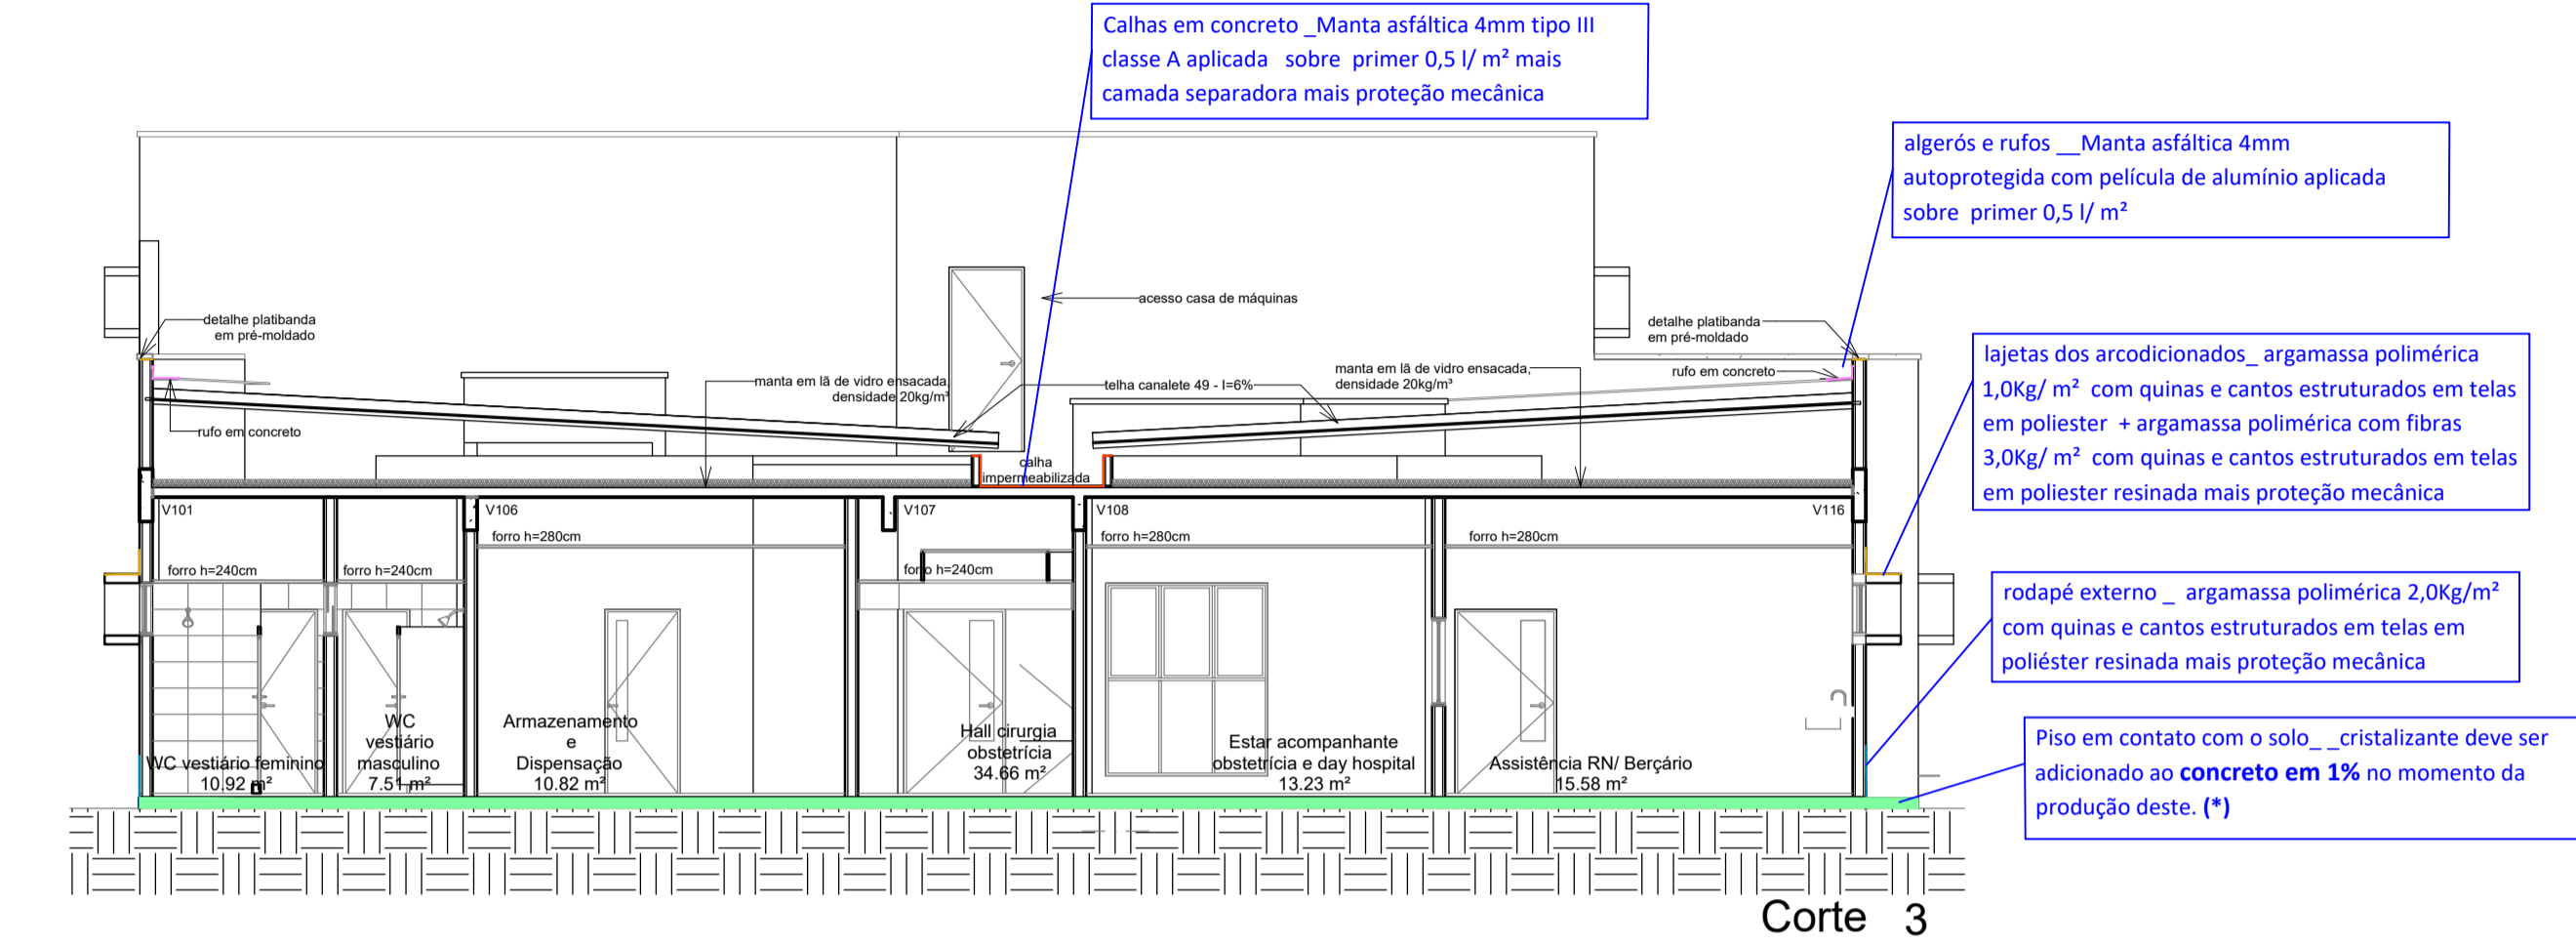 Calhas em concreto _Manta asfáltica 4mm tipo III
classe A aplicada sobre primer 0,5 l/ m² mais
camada separadora mais proteção mecânica
algerós e rufos __Manta asfáltica 4mm
autoprotegida com película de alumínio aplicada
sobre primer 0,5 l/ m²
acesso casa de máquinas
detalhe platibanda
em pré-moldado
detalhe platibanda
em pré-moldado
lajetas dos arcodicionados_ argamassa polimérica
1,0Kg/ m² com quinas e cantos estruturados em telas
em poliester + argamassa polimérica com fibras
3,0Kg/ m² com quinas e cantos estruturados em telas
em poliester resinada mais proteção mecânica
manta em lã de vidro ensacada,
densidade 20kg/m³
telha canalete 49 - I=6%
manta em lã de vidro ensacada,
densidade 20kg/m³
rufo em concreto
rufo em concreto
calha
impermeabilizada
V101
V106
V107
V108
V116
forro h=280cm
forro h=280cm
forro h=280cm
forro h=240cm
forro h=240cm
forro h=240cm
rodapé externo _ argamassa polimérica 2,0Kg/m²
com quinas e cantos estruturados em telas em
poliéster resinada mais proteção mecânica
WC vestiário feminino
10.92 m²
WC
vestiário
masculino
7.51 m²
Armazenamento
e
Dispensação
10.82 m²
Hall cirurgia
obstetrícia
34.66 m²
Estar acompanhante
obstetrícia e day hospital
13.23 m²
Assistência RN/ Berçário
15.58 m²
Piso em contato com o solo_ _cristalizante deve ser
adicionado ao concreto em 1% no momento da
produção deste. (*)
Corte 3